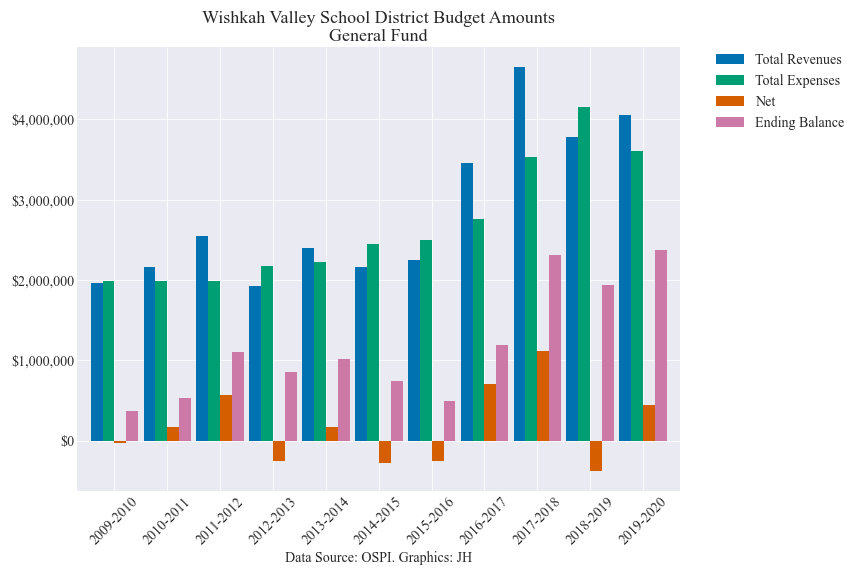 Wishkah Valley School District Budget Amounts
General Fund
Total Revenues
Total Expenses
Net
Ending Balance
$4,000,000
$3,000,000
$2,000,000
$1,000,000
$0
2009-2010
2010-2011
2011-2012
2012-2013
2013-2014
2014-2015
2015-2016
2016-2017
2017-2018
2018-2019
2019-2020
Data Source: OSPI. Graphics: JH